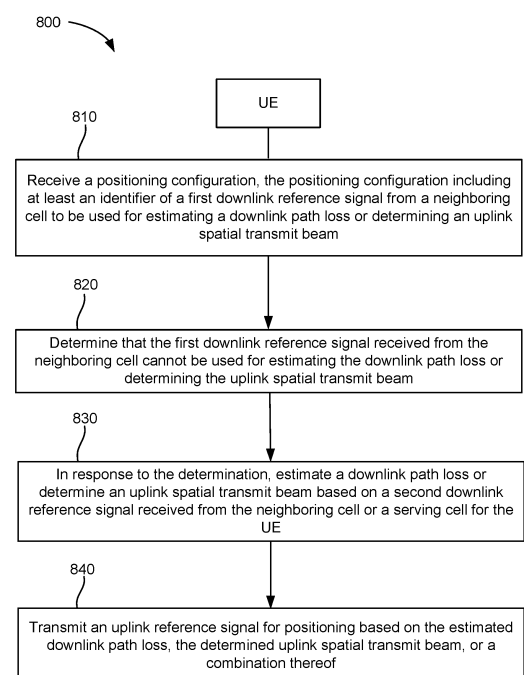 800
UE
810
Receive a positioning configuration, the positioning configuration including
at least an identifier of a first downlink reference signal from a neighboring
cell to be used for estimating a downlink path loss or determining an uplink
spatial transmit beam
820
Determine that the first downlink reference signal received from the
neighboring cell cannot be used for estimating the downlink path loss or
determining the uplink spatial transmit beam
830
In response to the determination, estimate a downlink path loss or
determine an uplink spatial transmit beam based on a second downlink
reference signal received from the neighboring cell or a serving cell for the
UE
840
Transmit an uplink reference signal for positioning based on the estimated
downlink path loss, the determined uplink spatial transmit beam, or a
combination thereof